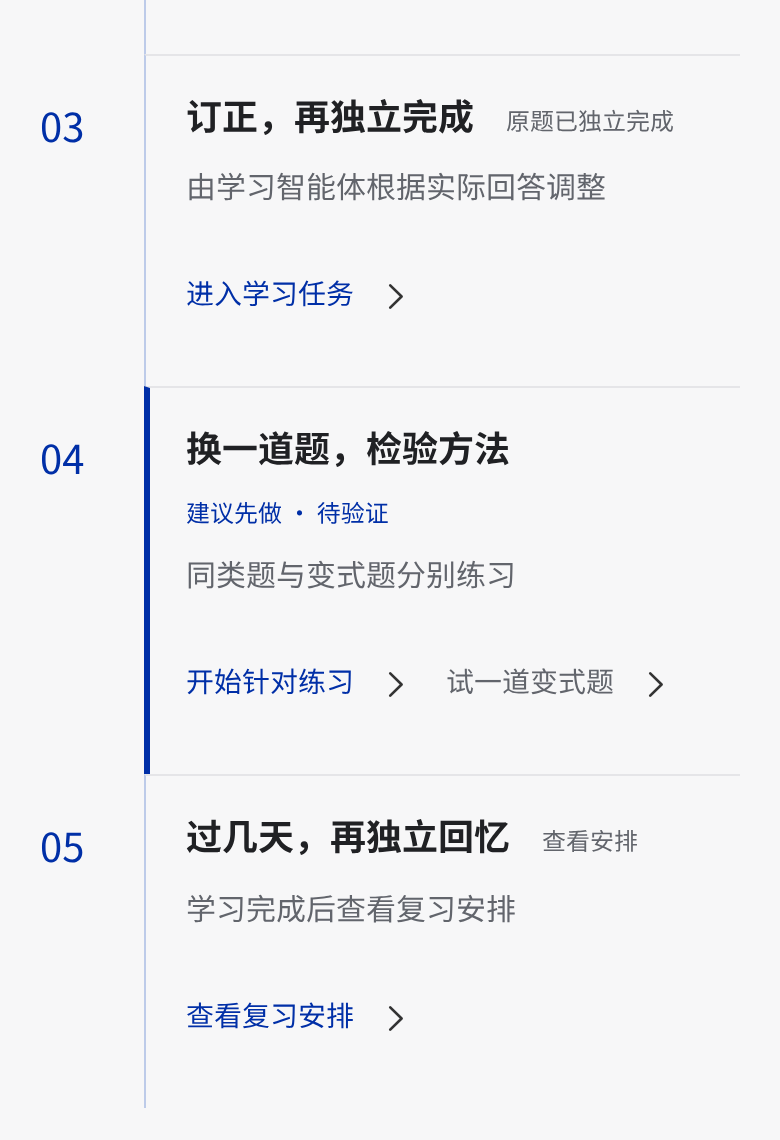 03
订正，再独立完成 原题已独立完成
由学习智能体根据实际回答调整
进入学习任务
04
换一道题，检验方法
建议先做 · 待验证
同类题与变式题分别练习
开始针对练习 试一道变式题
05
过几天，再独立回忆 查看安排
学习完成后查看复习安排
查看复习安排